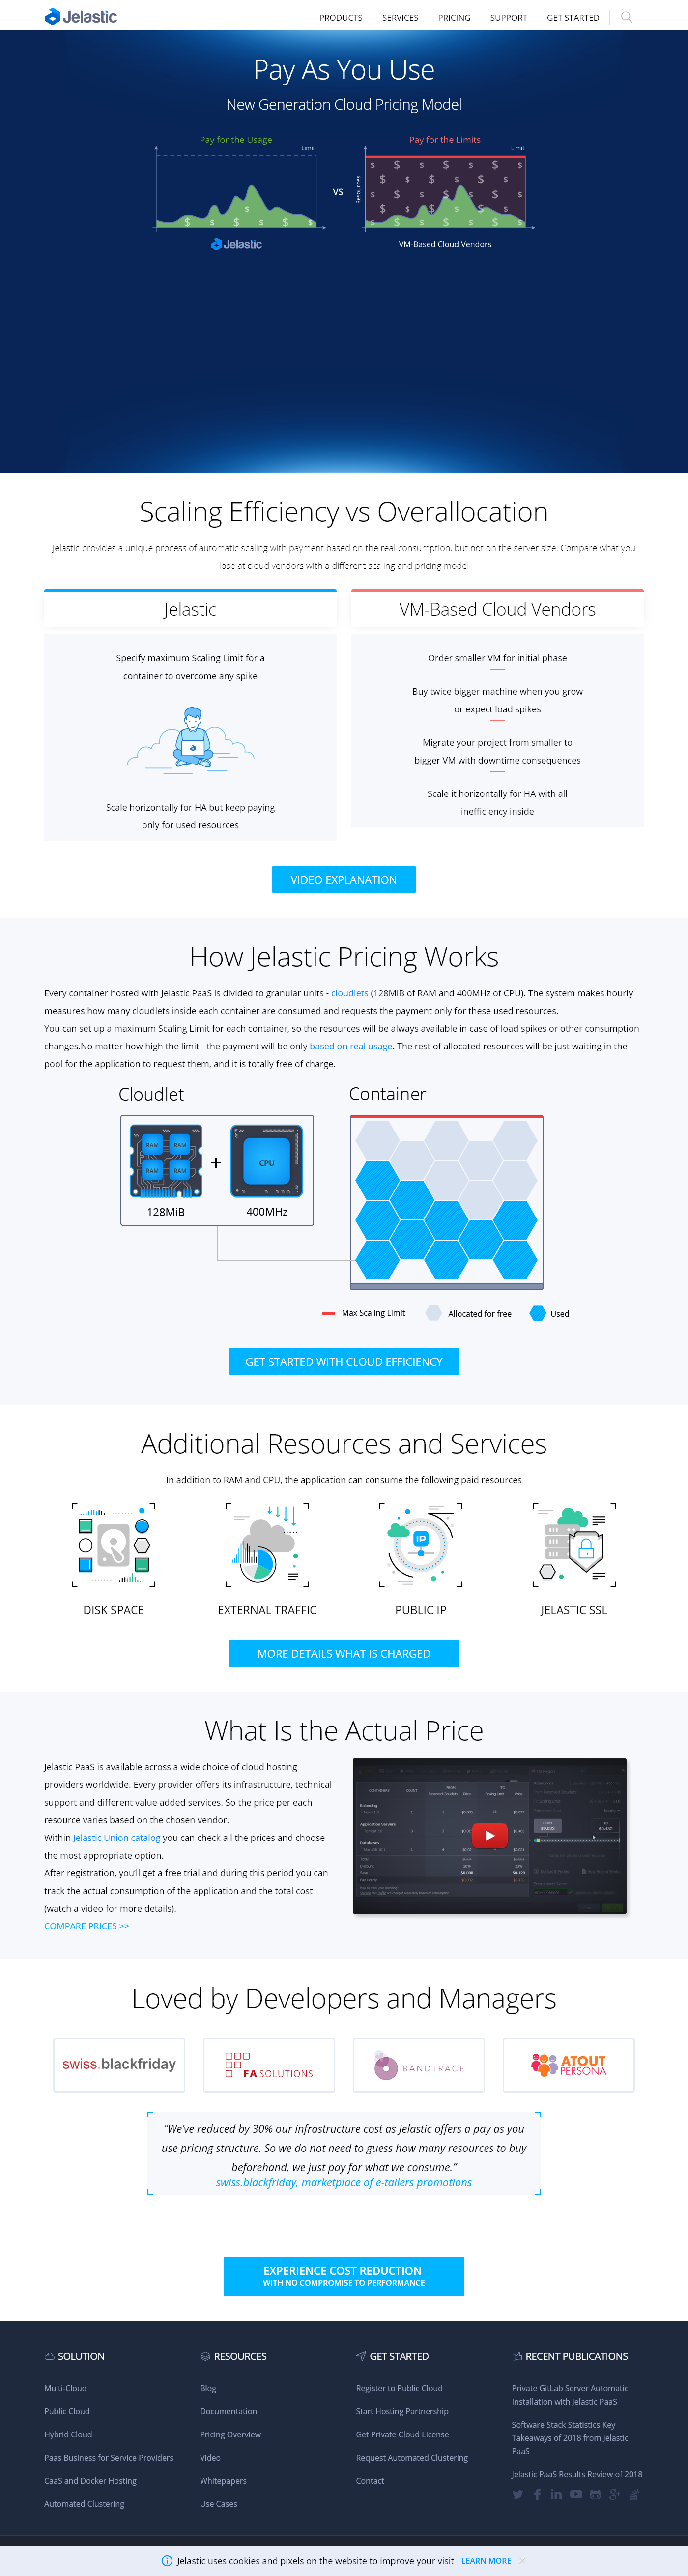 Jelastic
PRODUCTS SERVICES PRICING SUPPORT GET STARTED
Pay As You Use
New Generation Cloud Pricing Model
Pay for the Usage
Limit
Jelastic
VS
Pay for the Limits
Limit
Resources
VM-Based Cloud Vendors
Scaling Efficiency vs Overallocation
Jelastic provides a unique process of automatic scaling with payment based on the real consumption, but not on the server size. Compare what you
lose at cloud vendors with a different scaling and pricing model
Jelastic
Specify maximum Scaling Limit for a
container to overcome any spike
Scale horizontally for HA but keep paying
only for used resources
VM-Based Cloud Vendors
Order smaller VM for initial phase
Buy twice bigger machine when you grow
or expect load spikes
Migrate your project from smaller to
bigger VM with downtime consequences
Scale it horizontally for HA with all
inefficiency inside
VIDEO EXPLANATION
How Jelastic Pricing Works
Every container hosted with Jelastic PaaS is divided to granular units - cloudlets (128MiB of RAM and 400MHz of CPU). The system makes hourly
measures how many cloudlets inside each container are consumed and requests the payment only for these used resources.
You can set up a maximum Scaling Limit for each container, so the resources will be always available in case of load spikes or other consumption
changes.No matter how high the limit - the payment will be only based on real usage. The rest of allocated resources will be just waiting in the
pool for the application to request them, and it is totally free of charge.
Cloudlet
RAM RAM
RAM RAM
+
CPU
128MiB
400MHz
Container
Max Scaling Limit
Allocated for free
Used
GET STARTED WITH CLOUD EFFICIENCY
Additional Resources and Services
In addition to RAM and CPU, the application can consume the following paid resources
IP
DISK SPACE
EXTERNAL TRAFFIC
PUBLIC IP
JELASTIC SSL
MORE DETAILS WHAT IS CHARGED
What Is the Actual Price
Jelastic PaaS is available across a wide choice of cloud hosting
providers worldwide. Every provider offers its infrastructure, technical
support and different value added services. So the price per each
resource varies based on the chosen vendor.
Within Jelastic Union catalog you can check all the prices and choose
the most appropriate option.
After registration, you'll get a free trial and during this period you can
track the actual consumption of the application and the total cost
(watch a video for more details).
COMPARE PRICES >>
Loved by Developers and Managers
swiss.blackfriday
FA SOLUTIONS
BANDTRACE
ATOUT
PERSONA
“We've reduced by 30% our infrastructure cost as Jelastic offers a pay as you
use pricing structure. So we do not need to guess how many resources to buy
beforehand, we just pay for what we consume.”
swiss.blackfriday, marketplace of e-tailers promotions
EXPERIENCE COST REDUCTION
WITH NO COMPROMISE TO PERFORMANCE
SOLUTION
Multi-Cloud
Public Cloud
Hybrid Cloud
Paas Business for Service Providers
CaaS and Docker Hosting
Automated Clustering
RESOURCES
Blog
Documentation
Pricing Overview
Video
Whitepapers
Use Cases
GET STARTED
Register to Public Cloud
Start Hosting Partnership
Get Private Cloud License
Request Automated Clustering
Contact
RECENT PUBLICATIONS
Private GitLab Server Automatic
Installation with Jelastic PaaS
Software Stack Statistics Key
Takeaways of 2018 from Jelastic
PaaS
Jelastic PaaS Results Review of 2018
Jelastic uses cookies and pixels on the website to improve your visit LEARN MORE